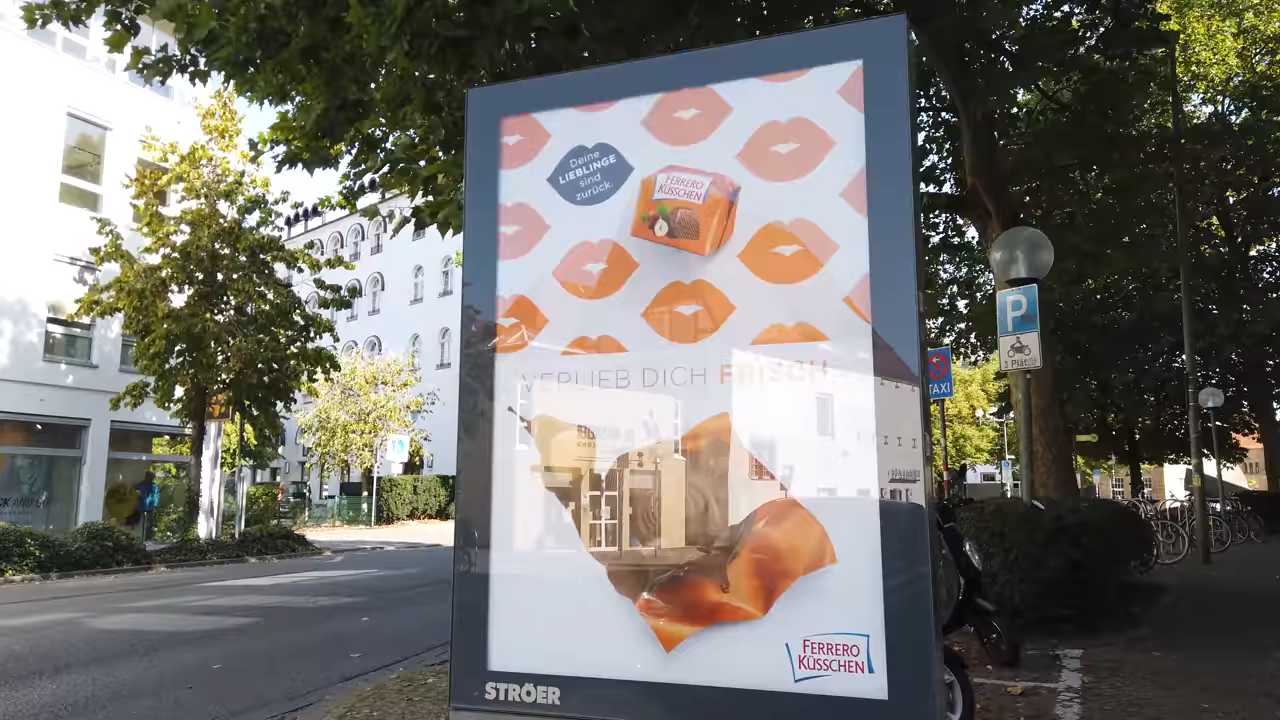 Deine
LIEBLINGE
sind
zurück.
FERRERO
KÜSSCHEN
VERLIEB DICH FRISCH
FERRERO
KÜSSCHEN
STRÖER
P
TAXI